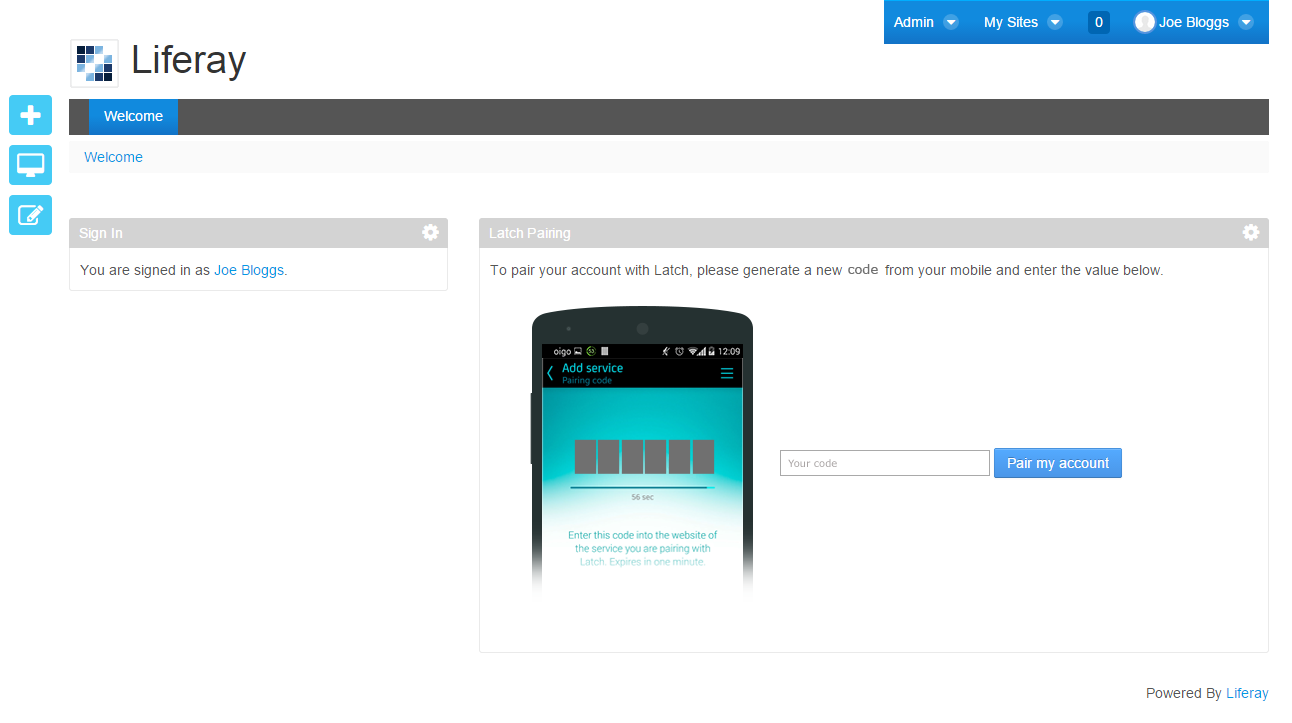 Admin My Sites 0 Joe Bloggs
Liferay
Welcome
Welcome
Sign In
You are signed in as Joe Bloggs.
Latch Pairing
To pair your account with Latch, please generate a new code from your mobile and enter the value below.
oigo 12:09
Add service
Pairing code
56 sec
Enter this code into the website of
the service you are pairing with
Latch. Expires in one minute.
Your code Pair my account
Powered By Liferay